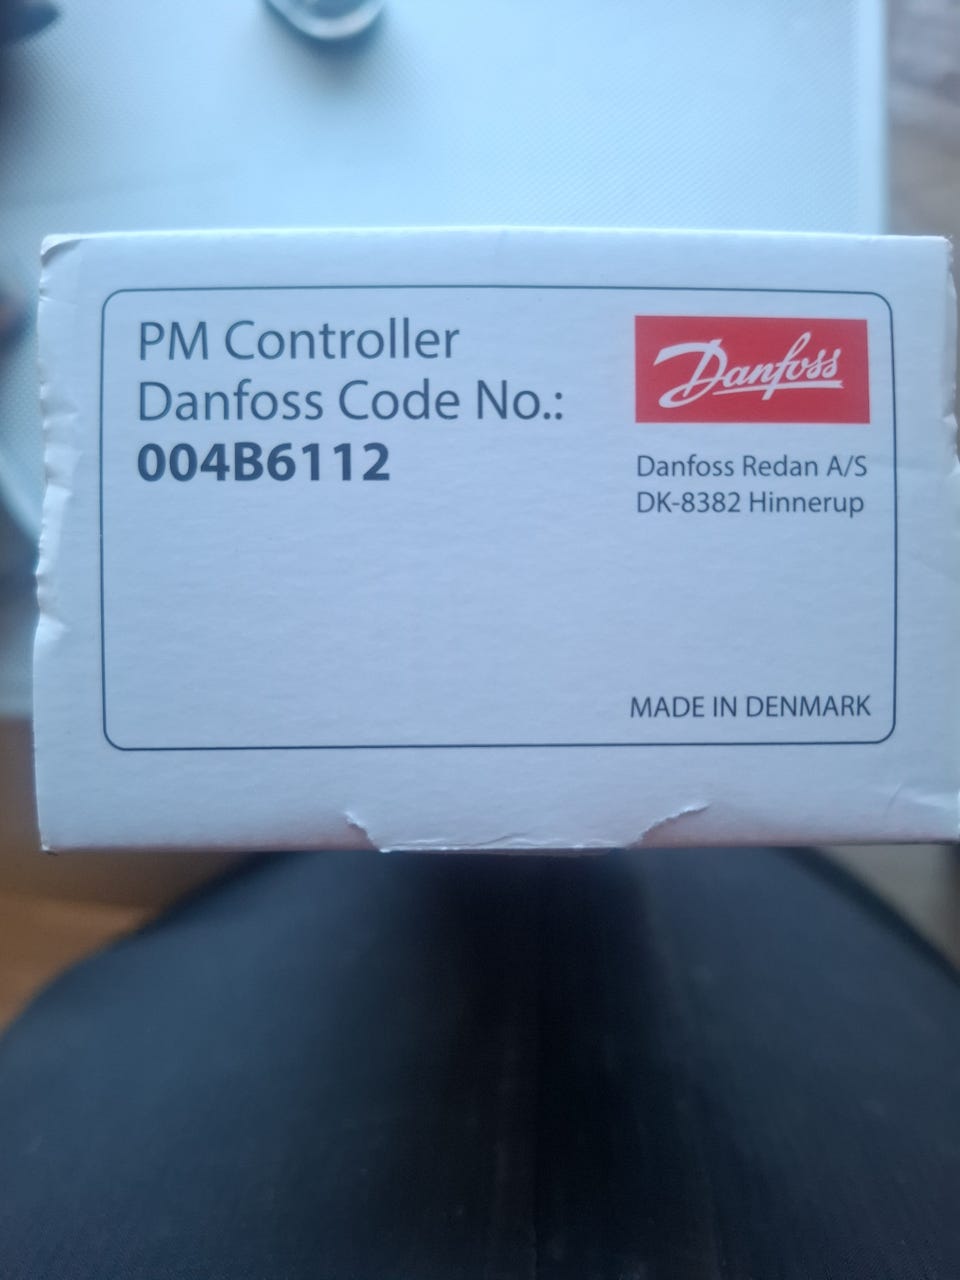 PM Controller
Danfoss Code No.:
004B6112
Danfoss
Danfoss Redan A/S
DK-8382 Hinnerup
MADE IN DENMARK